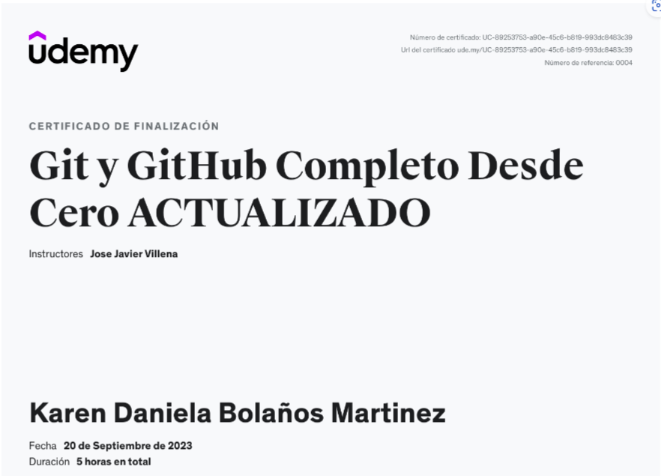 udemy
Número de certificado: UC-89253753-a90e-45c6-b819-993dc8483c39
Url del certificado ude.my/UC-89253753-a90e-45c6-b819-993dc8483c39
Número de referencia: 0004
CERTIFICADO DE FINALIZACIÓN
Git y GitHub Completo Desde
Cero ACTUALIZADO
Instructores Jose Javier Villena
Karen Daniela Bolaños Martinez
Fecha 20 de Septiembre de 2023
Duración 5 horas en total